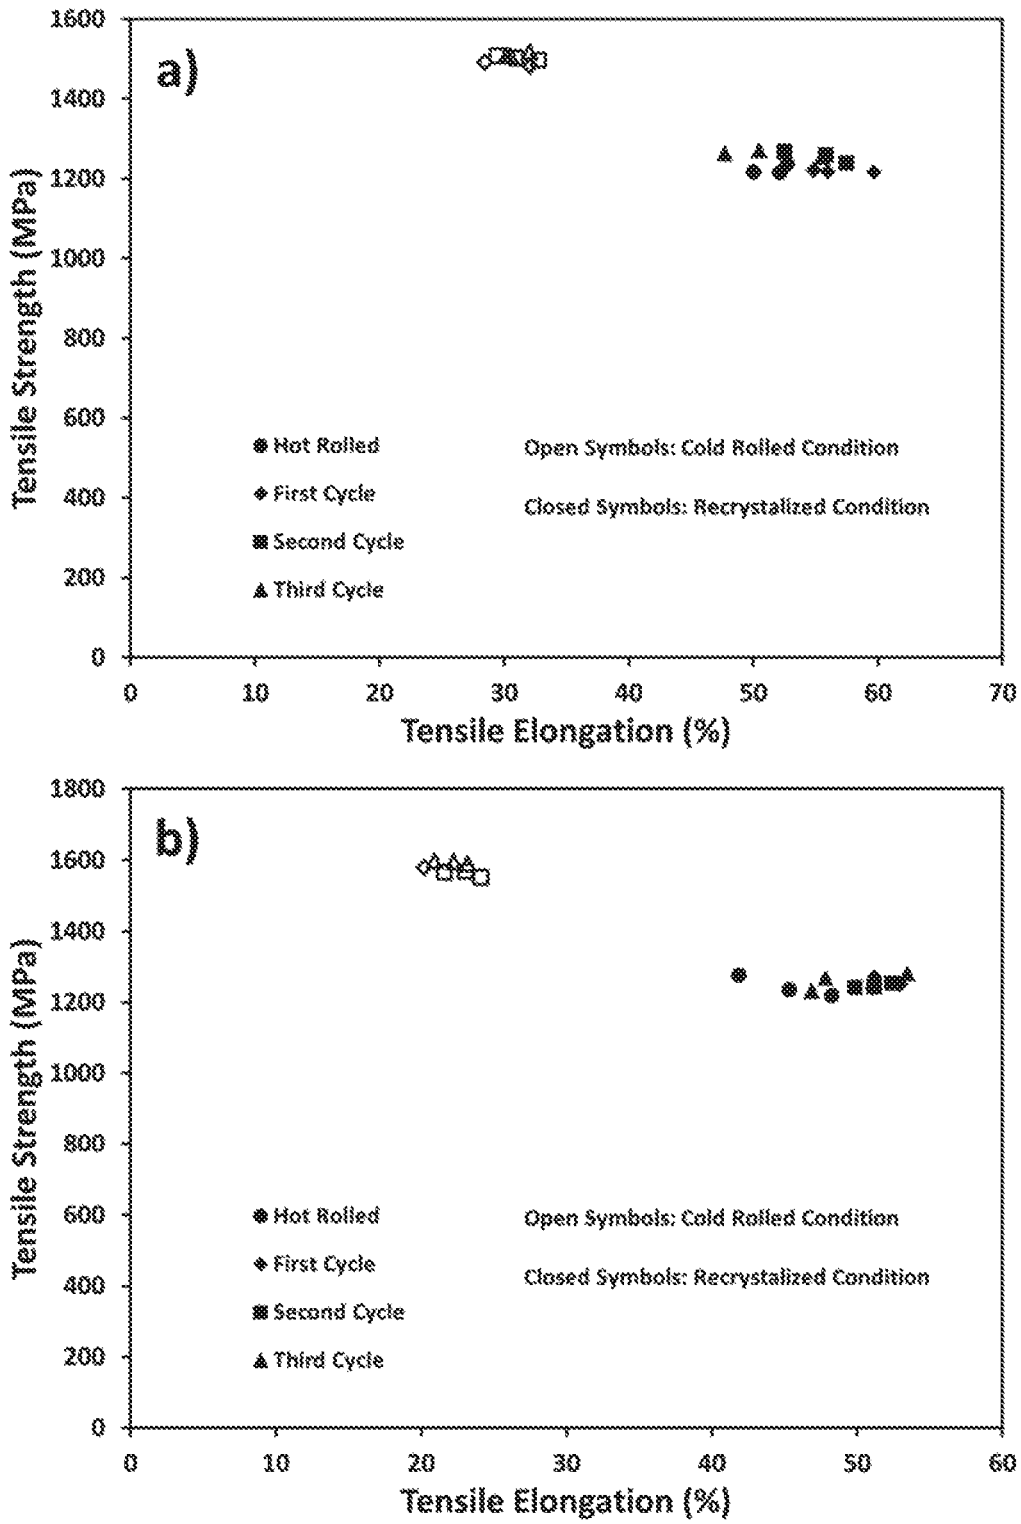 a)
1600
1400
1200
1000
800
600
400
200
0
Tensile Strength (MPa)
Hot Rolled
First Cycle
Second Cycle
Third Cycle
Open Symbols: Cold Rolled Condition
Closed Symbols: Recrystalized Condition
0 10 20 30 40 50 60 70
Tensile Elongation (%)
b)
1800
1600
1400
1200
1000
800
600
400
200
0
Tensile Strength (MPa)
Hot Rolled
First Cycle
Second Cycle
Third Cycle
Open Symbols: Cold Rolled Condition
Closed Symbols: Recrystalized Condition
0 10 20 30 40 50 60
Tensile Elongation (%)